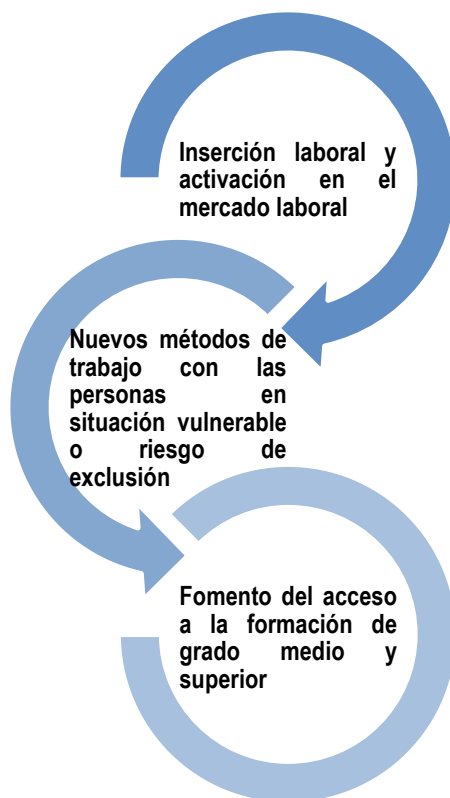 Inserción laboral y
activación en el
mercado laboral
Nuevos métodos de
trabajo con las
personas en
situación vulnerable
o riesgo de
exclusión
Fomento del acceso
a la formación de
grado medio y
superior